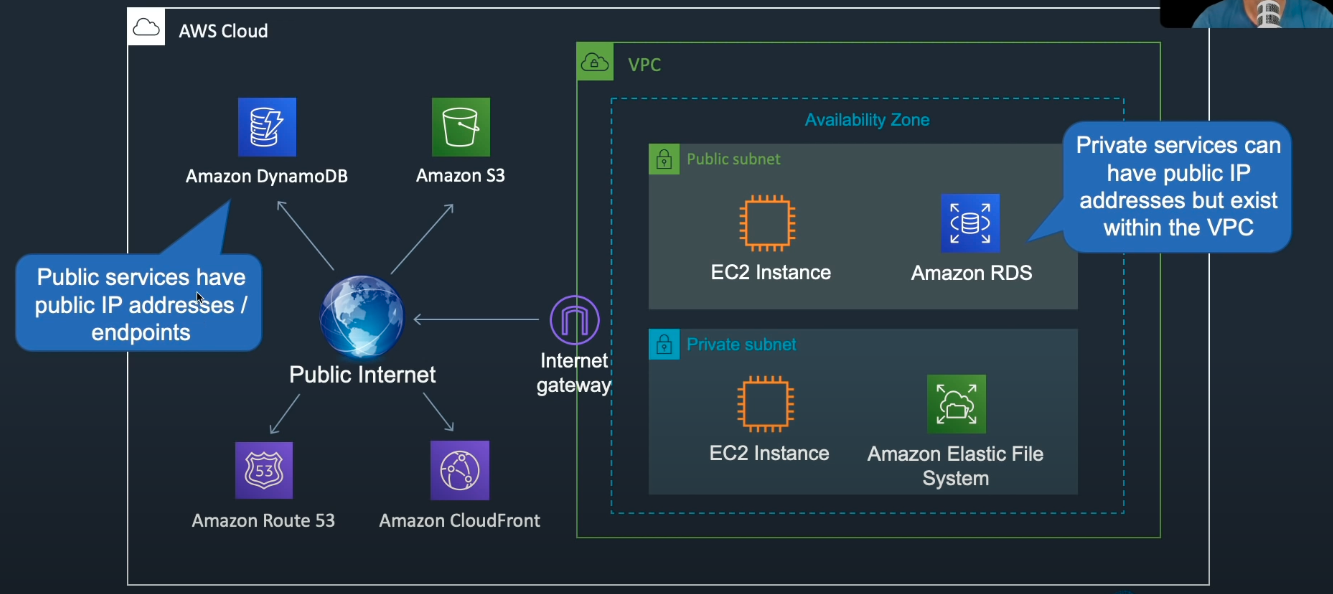 AWS Cloud
VPC
Availability Zone
Amazon DynamoDB
Amazon S3
Public services have
public IP addresses /
endpoints
Public Internet
Internet
gateway
53
Amazon Route 53
Amazon CloudFront
Public subnet
EC2 Instance
Amazon RDS
Private services can
have public IP
addresses but exist
within the VPC
Private subnet
EC2 Instance
Amazon Elastic File
System